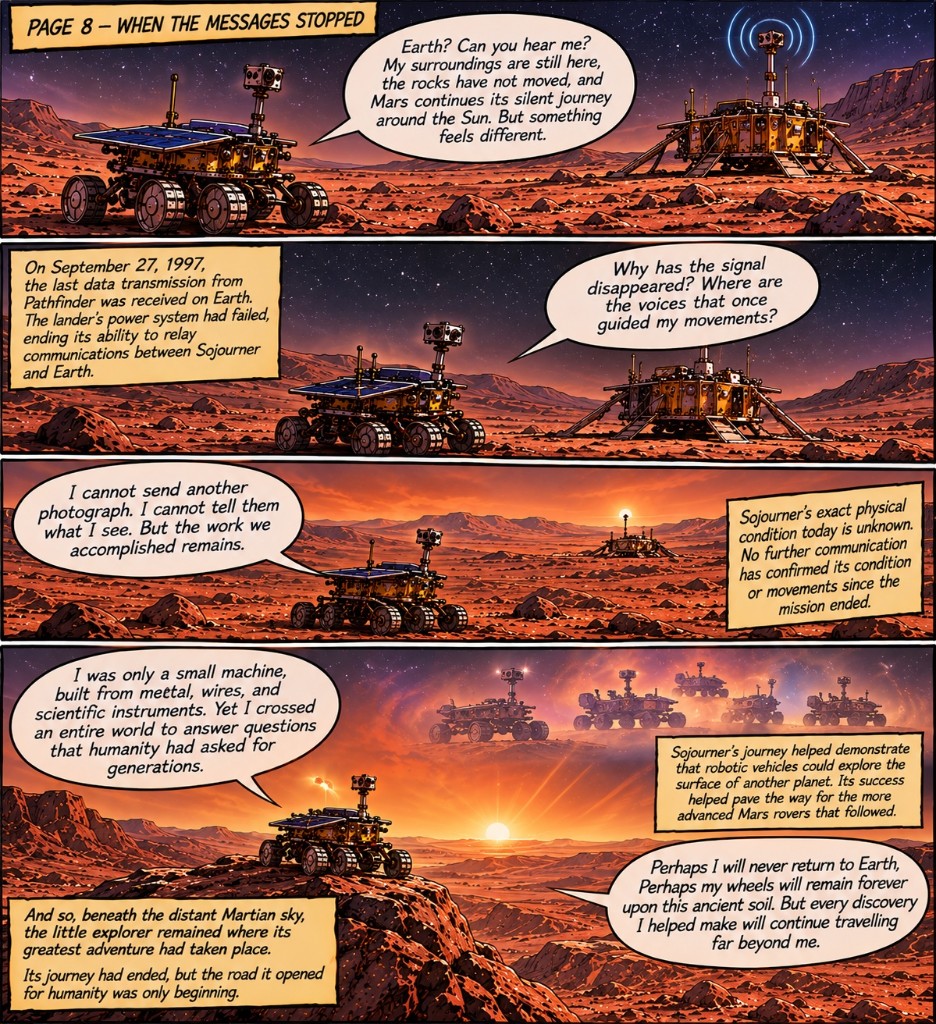 PAGE 8 – WHEN THE MESSAGES STOPPED
Earth? Can you hear me?
My surroundings are still here,
the rocks have not moved, and
Mars continues its silent journey
around the Sun. But something
feels different.
On September 27, 1997,
the last data transmission from
Pathfinder was received on Earth.
The lander's power system had failed,
ending its ability to relay
communications between Sojourner
and Earth.
Why has the signal
disappeared? Where are
the voices that once
guided my movements?
I cannot send another
photograph. I cannot tell them
what I see. But the work we
accomplished remains.
Sojourner's exact physical
condition today is unknown.
No further communication
has confirmed its condition
or movements since the
mission ended.
I was only a small machine,
built from meetal, wires, and
scientific instruments. Yet I crossed
an entire world to answer questions
that humanity had asked for
generations.
Sojourner's journey helped demonstrate
that robotic vehicles could explore the
surface of another planet. Its success
helped pave the way for the more
advanced Mars rovers that followed.
Perhaps I will never return to Earth,
Perhaps my wheels will remain forever
upon this ancient soil. But every discovery
I helped make will continue travelling
far beyond me.
And so, beneath the distant Martian sky,
the little explorer remained where its
greatest adventure had taken place.
Its journey had ended, but the road it opened
for humanity was only beginning.